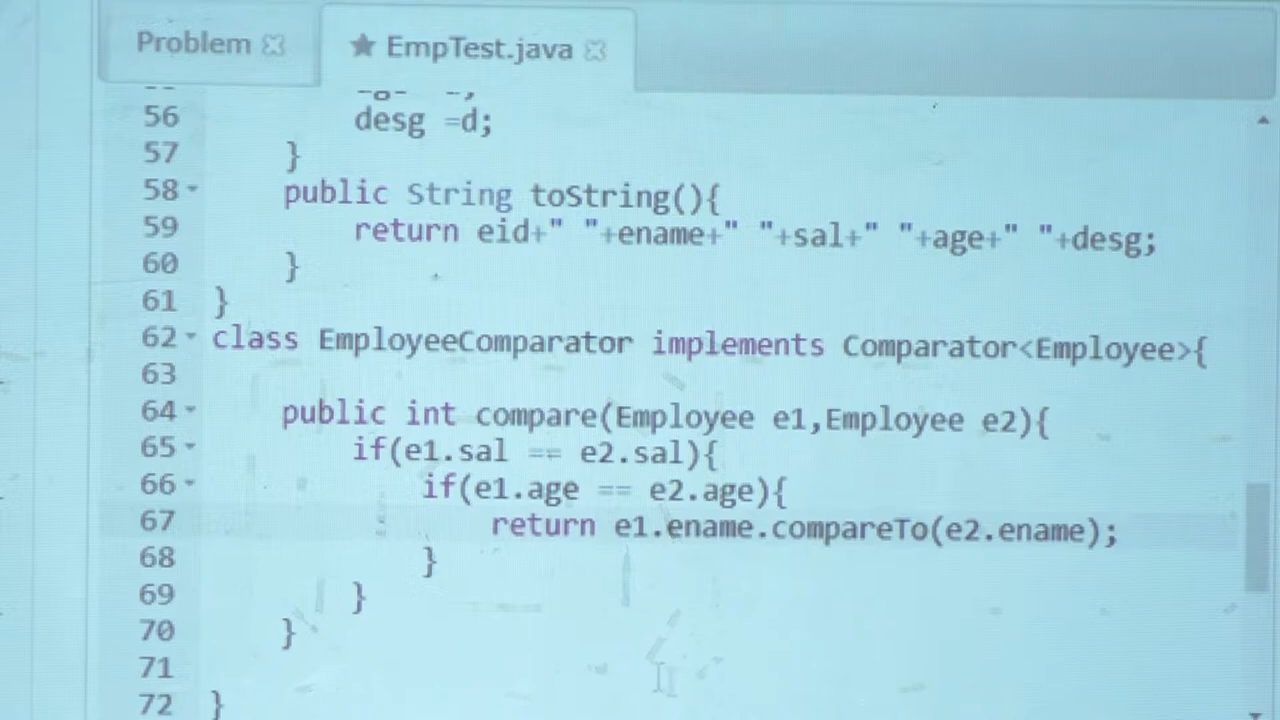 Problem
EmpTest.java
56 desg =d;
57 }
58 public String toString(){
59 return eid+" "+ename+" "+sal+" "+age+" "+desg;
60 }
61 }
62 class EmployeeComparator implements Comparator<Employee>{
63
64 public int compare(Employee e1,Employee e2){
65 if(e1.sal == e2.sal){
66 if(e1.age == e2.age){
67 return e1.ename.compareTo(e2.ename);
68 }
69 }
70 }
71
72 }